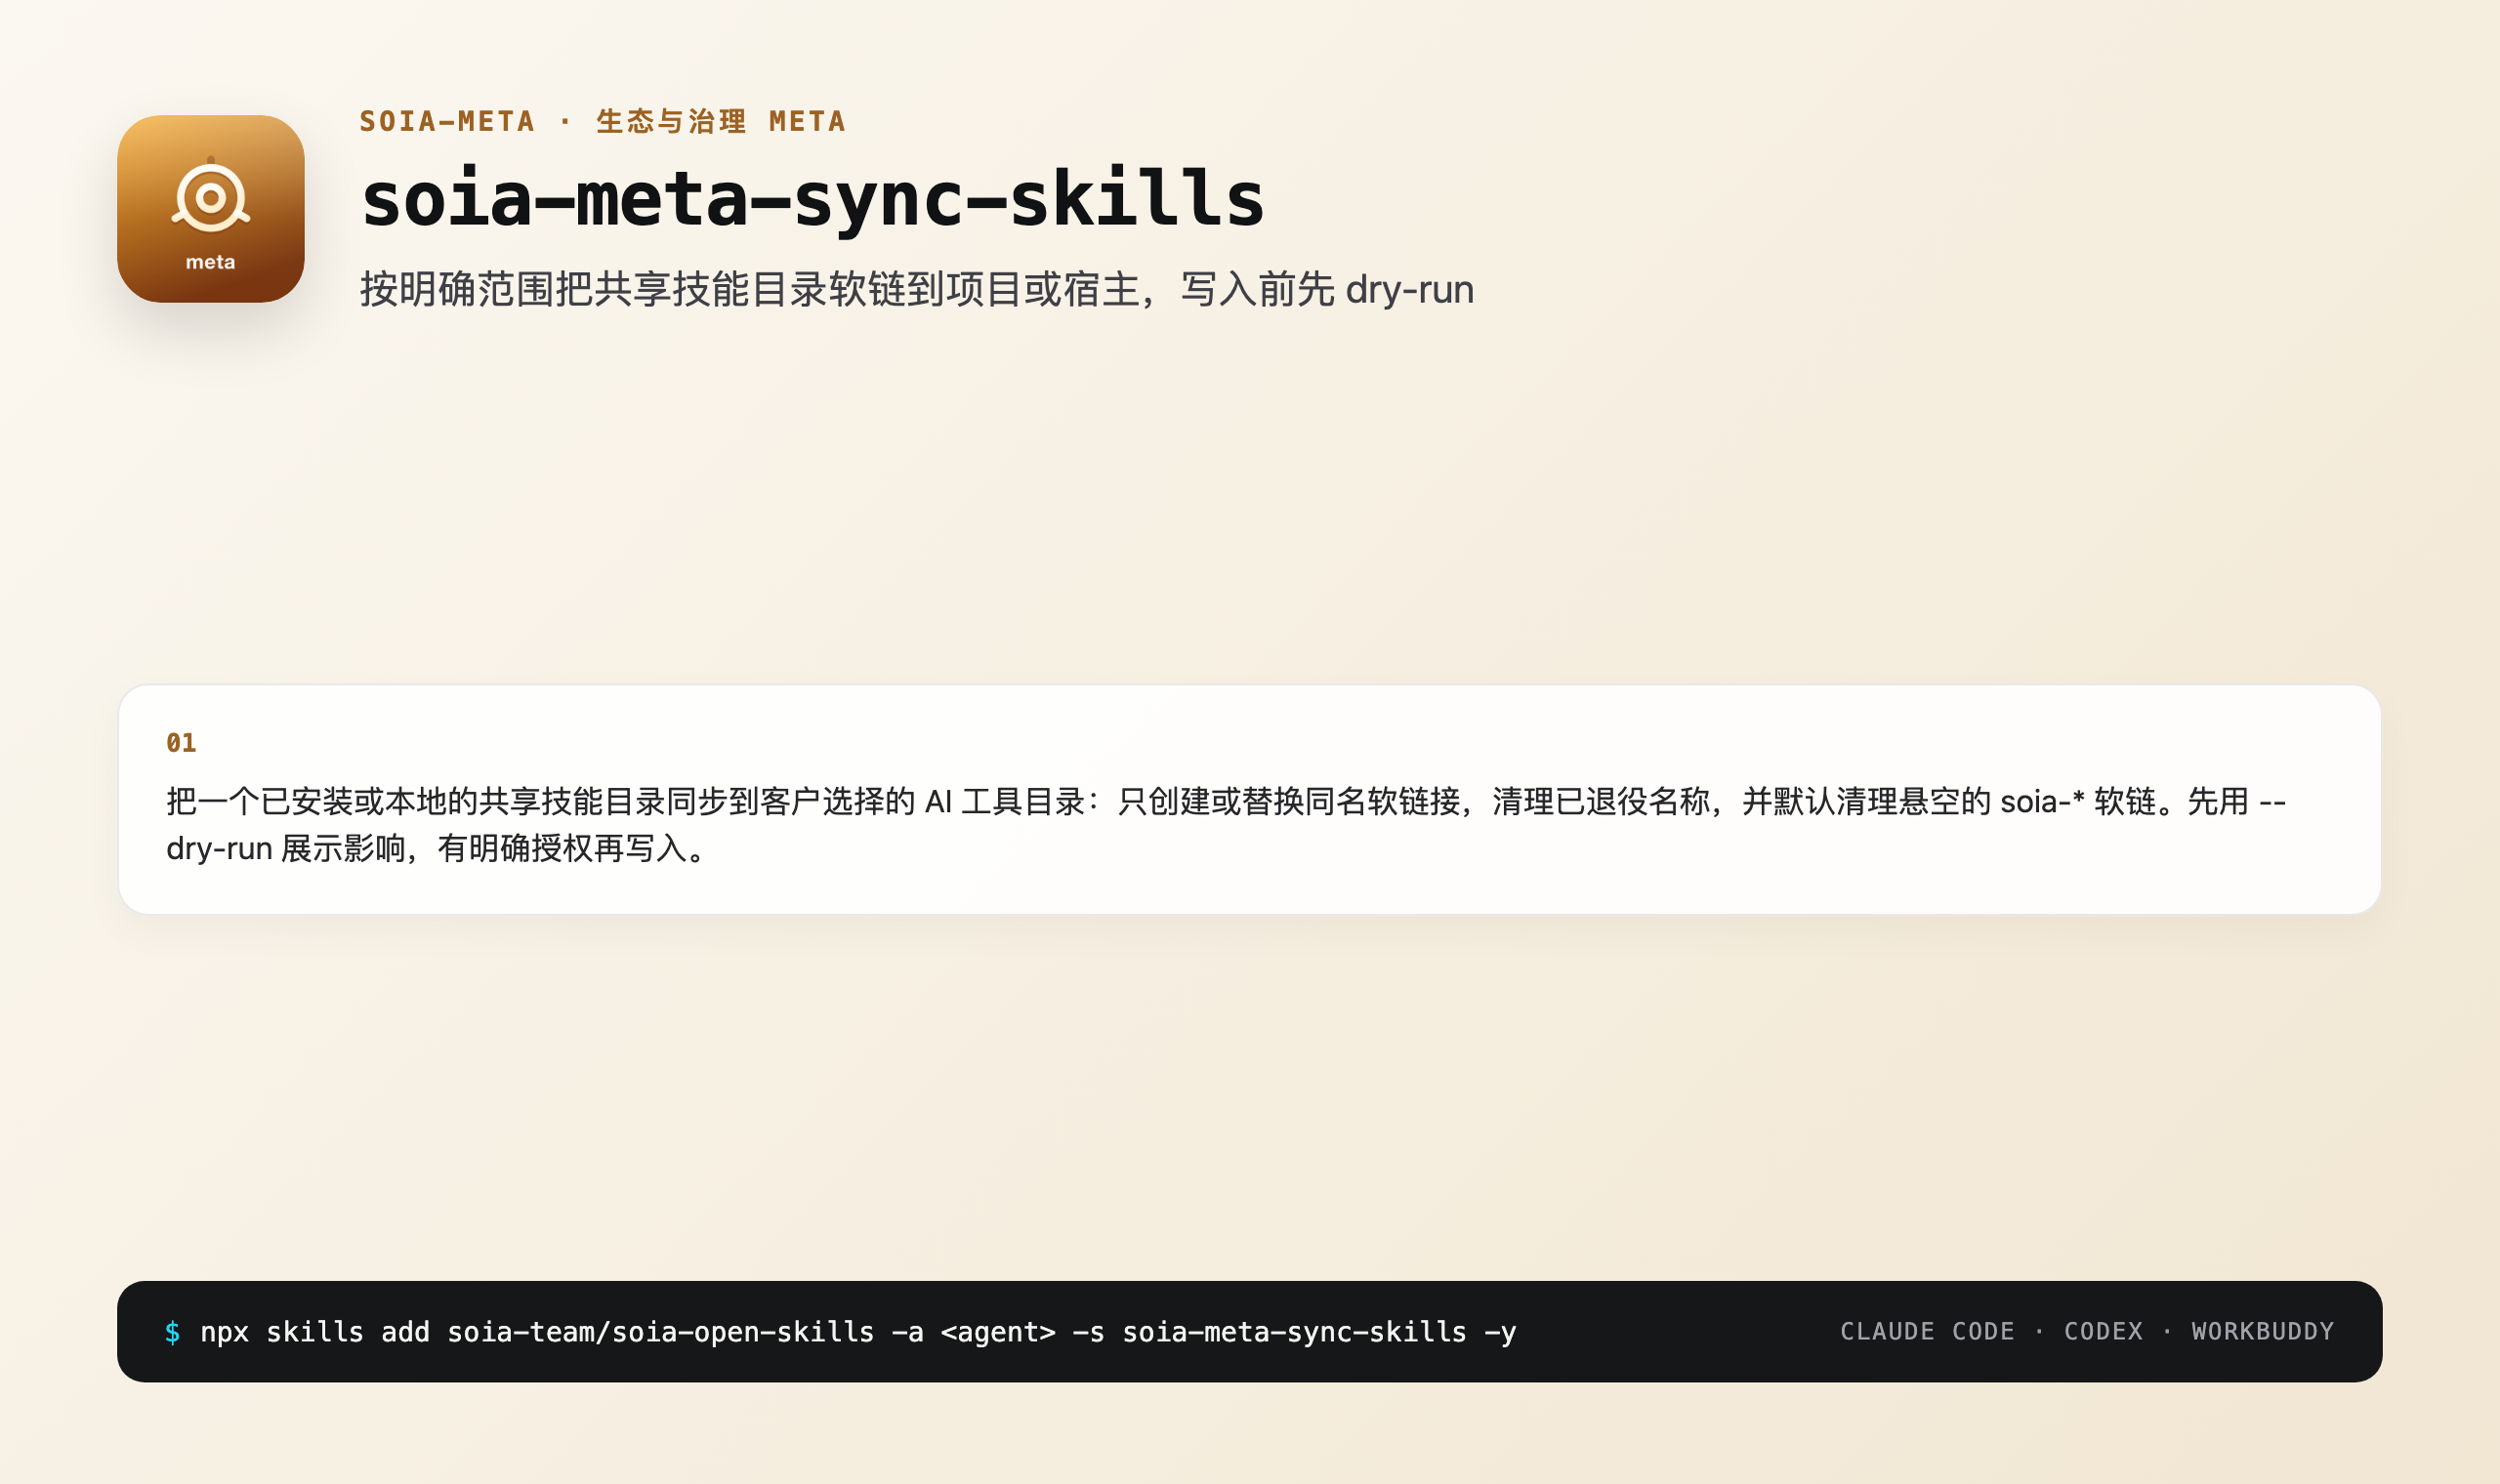 meta
SOIA-META · 生态与治理 META
soia-meta-sync-skills
按明确范围把共享技能目录软链到项目或宿主，写入前先 dry-run
01
把一个已安装或本地的共享技能目录同步到客户选择的 AI 工具目录：只创建或替换同名软链接，清理已退役名称，并默认清理悬空的 soia-* 软链。先用 --
dry-run 展示影响，有明确授权再写入。
$ npx skills add soia-team/soia-open-skills -a <agent> -s soia-meta-sync-skills -y
CLAUDE CODE · CODEX · WORKBUDDY